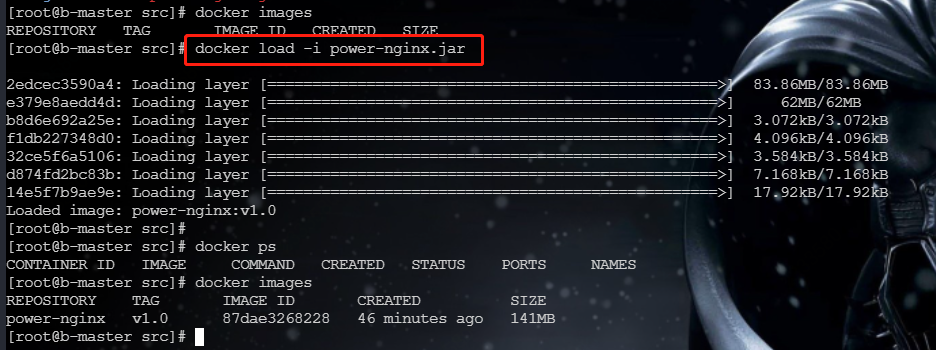 [root@b-master src]# docker images
REPOSITORY   TAG       IMAGE ID   CREATED   SIZE
[root@b-master src]# docker load -i power-nginx.jar
2edcec3590a4: Loading layer [==================================================>]  83.86MB/83.86MB
e379e8aedd4d: Loading layer [==================================================>]     62MB/62MB
b8d6e692a25e: Loading layer [==================================================>]  3.072kB/3.072kB
f1db227348d0: Loading layer [==================================================>]  4.096kB/4.096kB
32ce5f6a5106: Loading layer [==================================================>]  3.584kB/3.584kB
d874fd2bc83b: Loading layer [==================================================>]  7.168kB/7.168kB
14e5f7b9ae9e: Loading layer [==================================================>]  17.92kB/17.92kB
Loaded image: power-nginx:v1.0
[root@b-master src]#
[root@b-master src]# docker ps
CONTAINER ID   IMAGE     COMMAND   CREATED   STATUS    PORTS     NAMES
[root@b-master src]# docker images
REPOSITORY    TAG       IMAGE ID       CREATED          SIZE
power-nginx   v1.0      87dae3268228   46 minutes ago   141MB
[root@b-master src]#